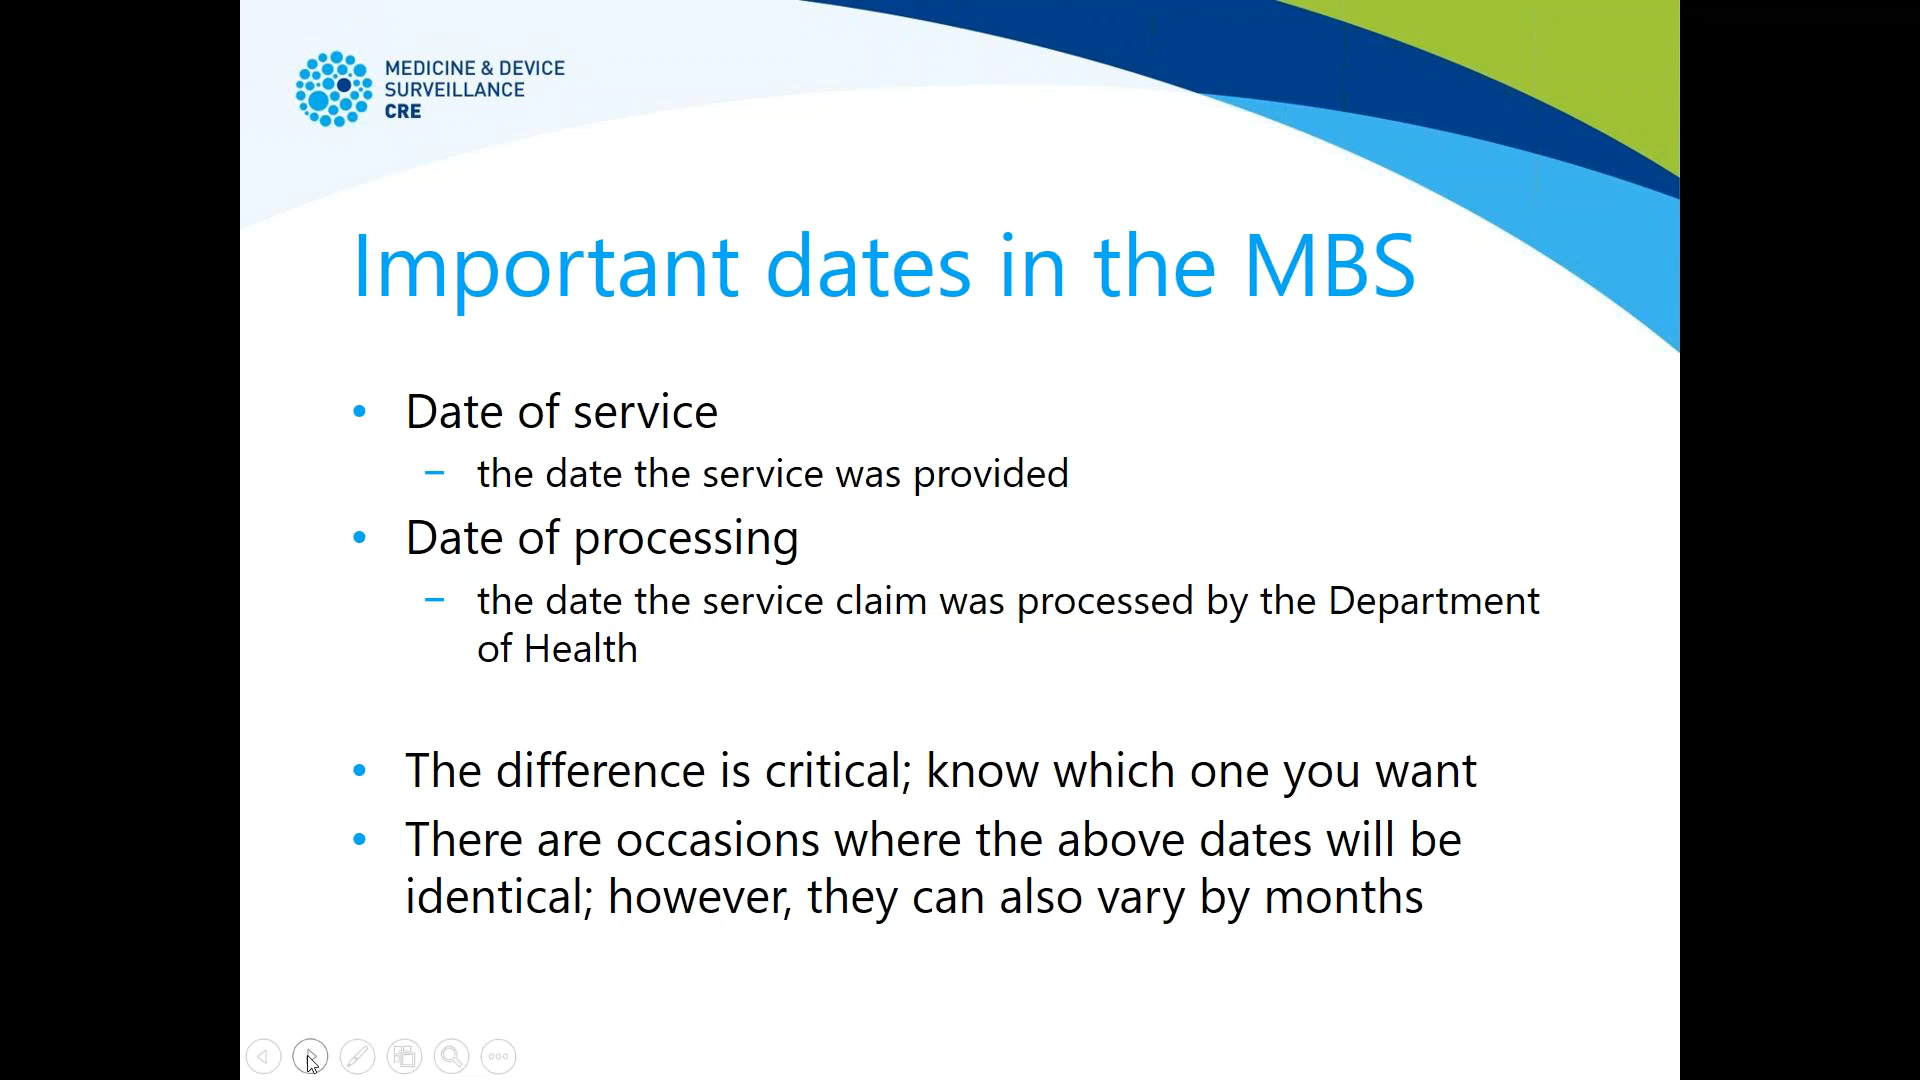 MEDICINE & DEVICE
SURVEILLANCE
CRE
Important dates in the MBS
• Date of service
– the date the service was provided
• Date of processing
– the date the service claim was processed by the Department
of Health
• The difference is critical; know which one you want
• There are occasions where the above dates will be
identical; however, they can also vary by months